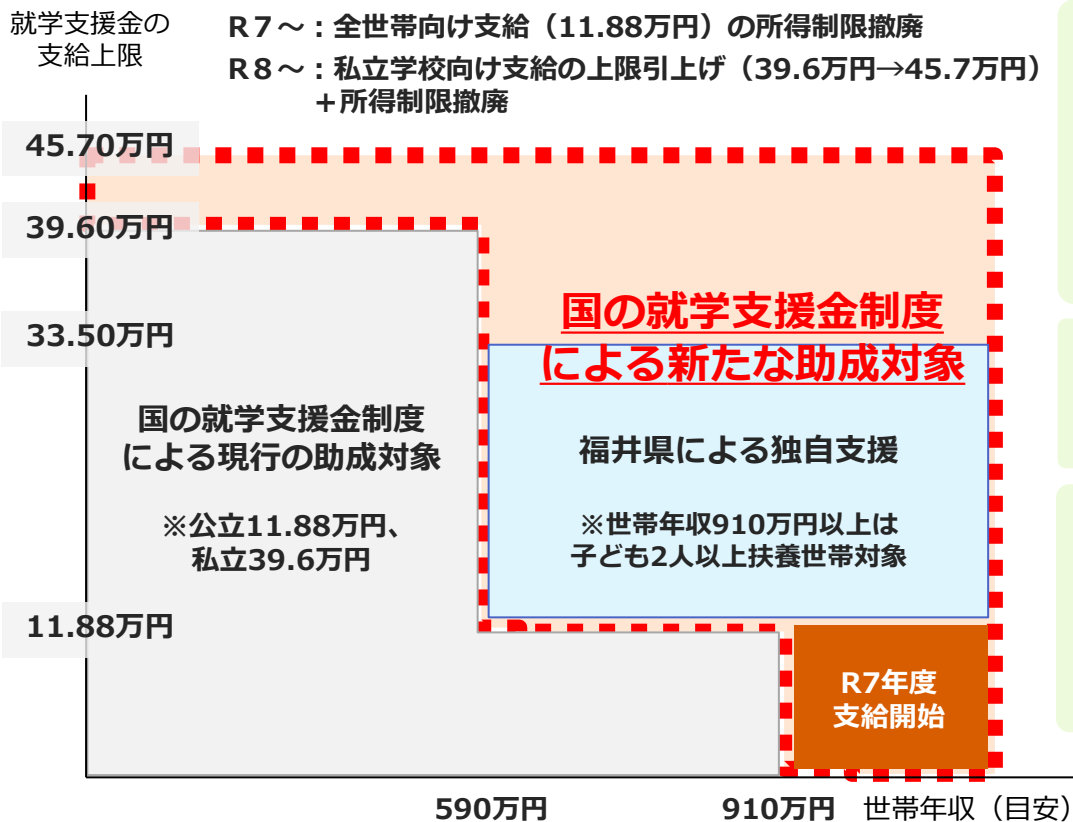 就学支援金の
支給上限
R７～：全世帯向け支給（11.88万円）の所得制限撤廃
R８～：私立学校向け支給の上限引上げ（39.6万円→45.7万円）
＋所得制限撤廃
45.70万円
39.60万円
33.50万円
11.88万円
国の就学支援金制度
による新たな助成対象
国の就学支援金制度
による現行の助成対象
※公立11.88万円、
私立39.6万円
福井県による独自支援
※世帯年収910万円以上は
子ども2人以上扶養世帯対象
R7年度
支給開始
590万円
910万円
世帯年収（目安）